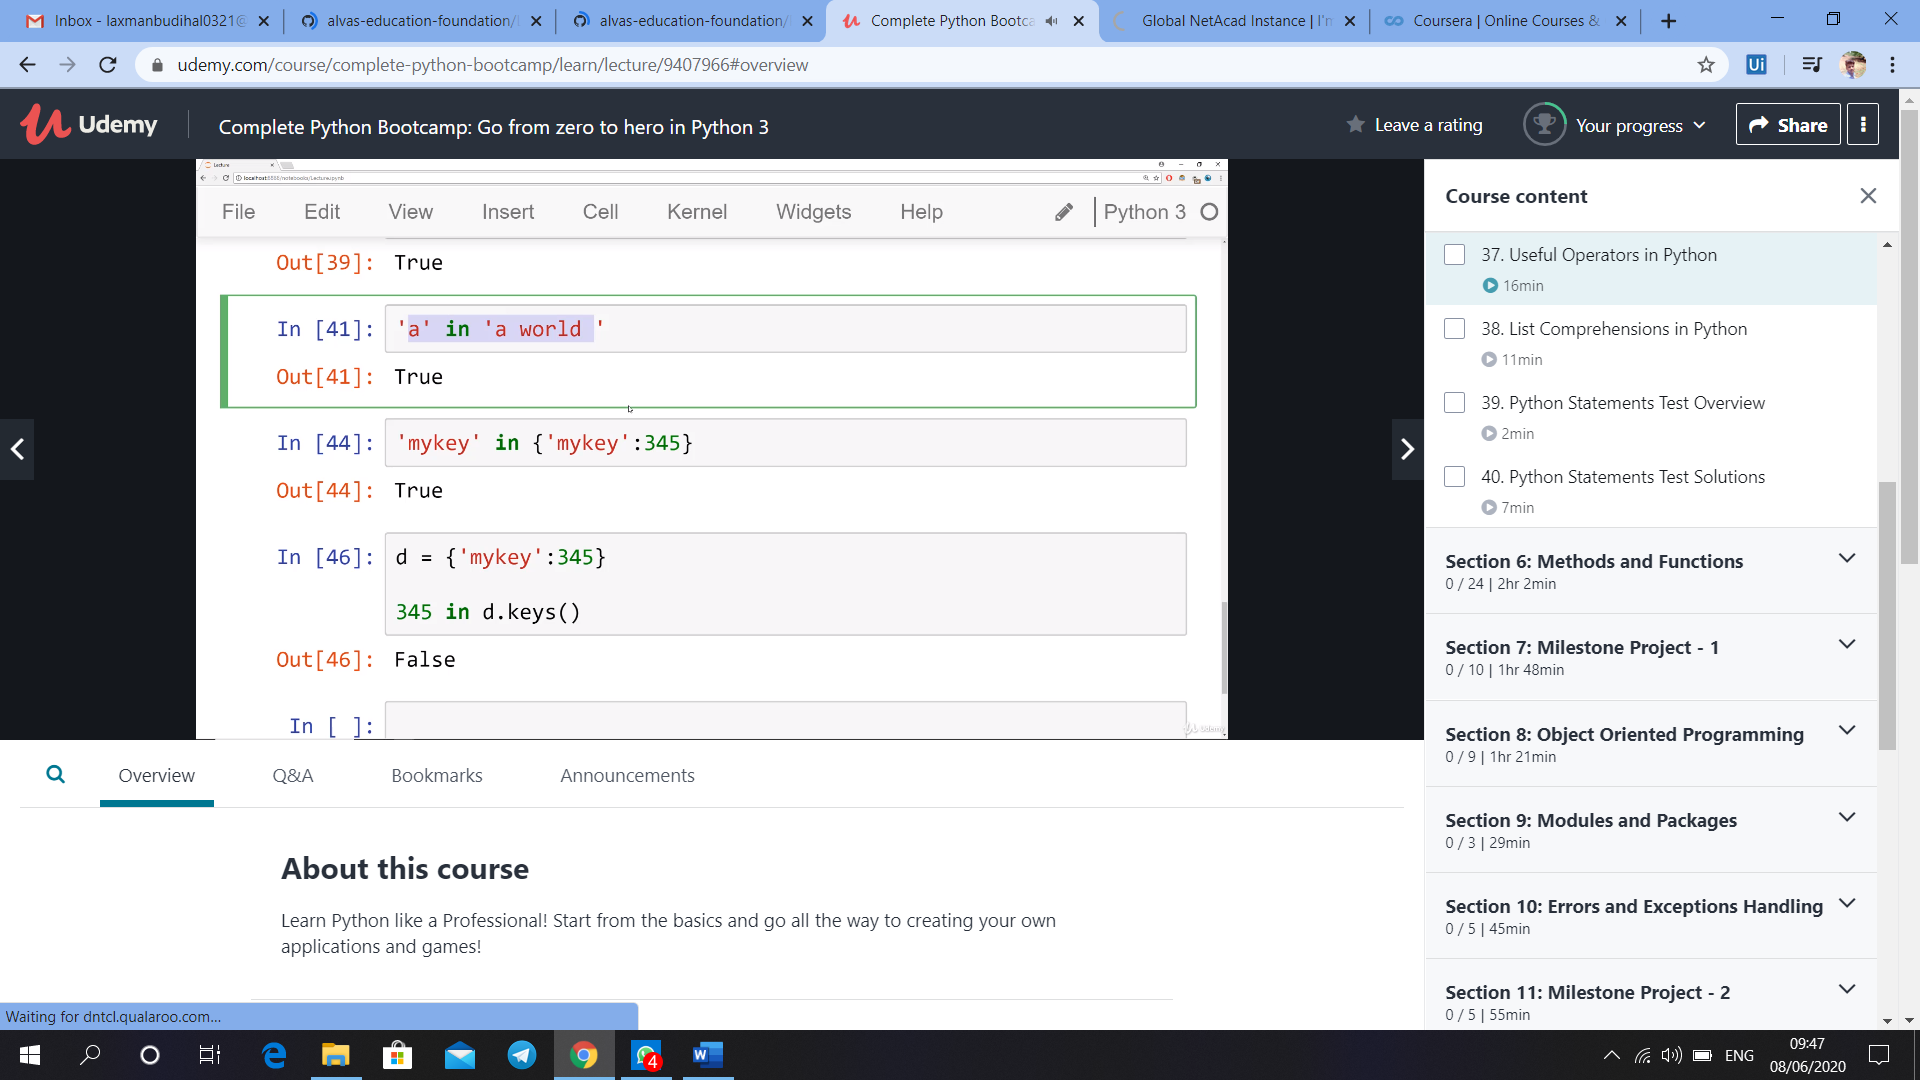 Inbox - laxmanbudihal0321@
alvas-education-foundation/
alvas-education-foundation/
Complete Python Bootca
Global NetAcad Instance | I'm
Coursera | Online Courses &
udemy.com/course/complete-python-bootcamp/learn/lecture/9407966#overview
Ui
Udemy
Complete Python Bootcamp: Go from zero to hero in Python 3
Leave a rating
Your progress
Share
Lecture
localhost:8888/notebooks/Lecture.ipynb
File Edit View Insert Cell Kernel Widgets Help
Python 3
Out[39]: True
In [41]: 'a' in 'a world '
Out[41]: True
In [44]: 'mykey' in {'mykey':345}
Out[44]: True
In [46]: d = {'mykey':345}
345 in d.keys()
Out[46]: False
In [ ]:
Udemy
Course content
37. Useful Operators in Python
16min
38. List Comprehensions in Python
11min
39. Python Statements Test Overview
2min
40. Python Statements Test Solutions
7min
Section 6: Methods and Functions
0 / 24 | 2hr 2min
Section 7: Milestone Project - 1
0 / 10 | 1hr 48min
Section 8: Object Oriented Programming
0 / 9 | 1hr 21min
Section 9: Modules and Packages
0 / 3 | 29min
Section 10: Errors and Exceptions Handling
0 / 5 | 45min
Section 11: Milestone Project - 2
0 / 5 | 55min
Overview Q&A Bookmarks Announcements
About this course
Learn Python like a Professional! Start from the basics and go all the way to creating your own
applications and games!
Waiting for dntcl.qualaroo.com...
4
W
ENG
09:47
08/06/2020